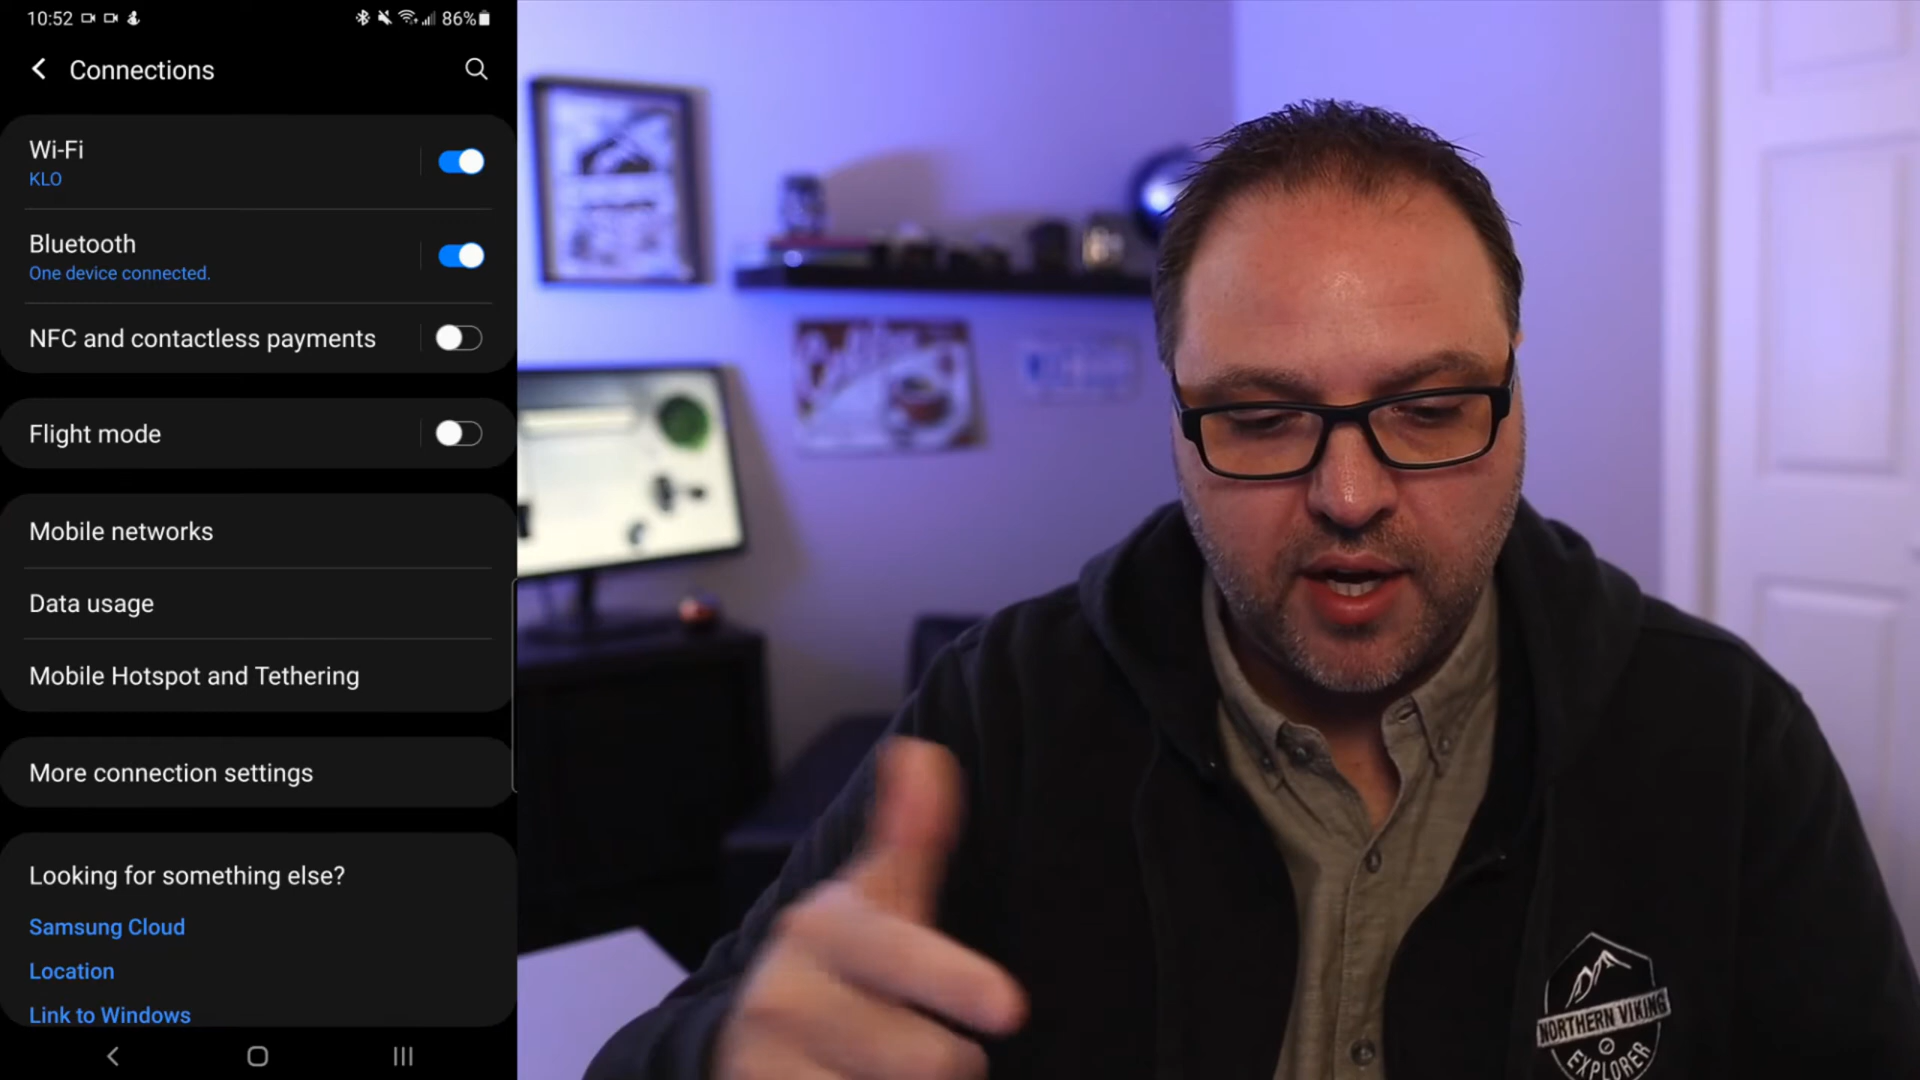 10:52
86%
Connections
Wi-Fi
KLO
Bluetooth
One device connected.
NFC and contactless payments
Flight mode
Mobile networks
Data usage
Mobile Hotspot and Tethering
More connection settings
Looking for something else?
Samsung Cloud
Location
Link to Windows
Coffee
NORTHERN VIKING
EXPLORER